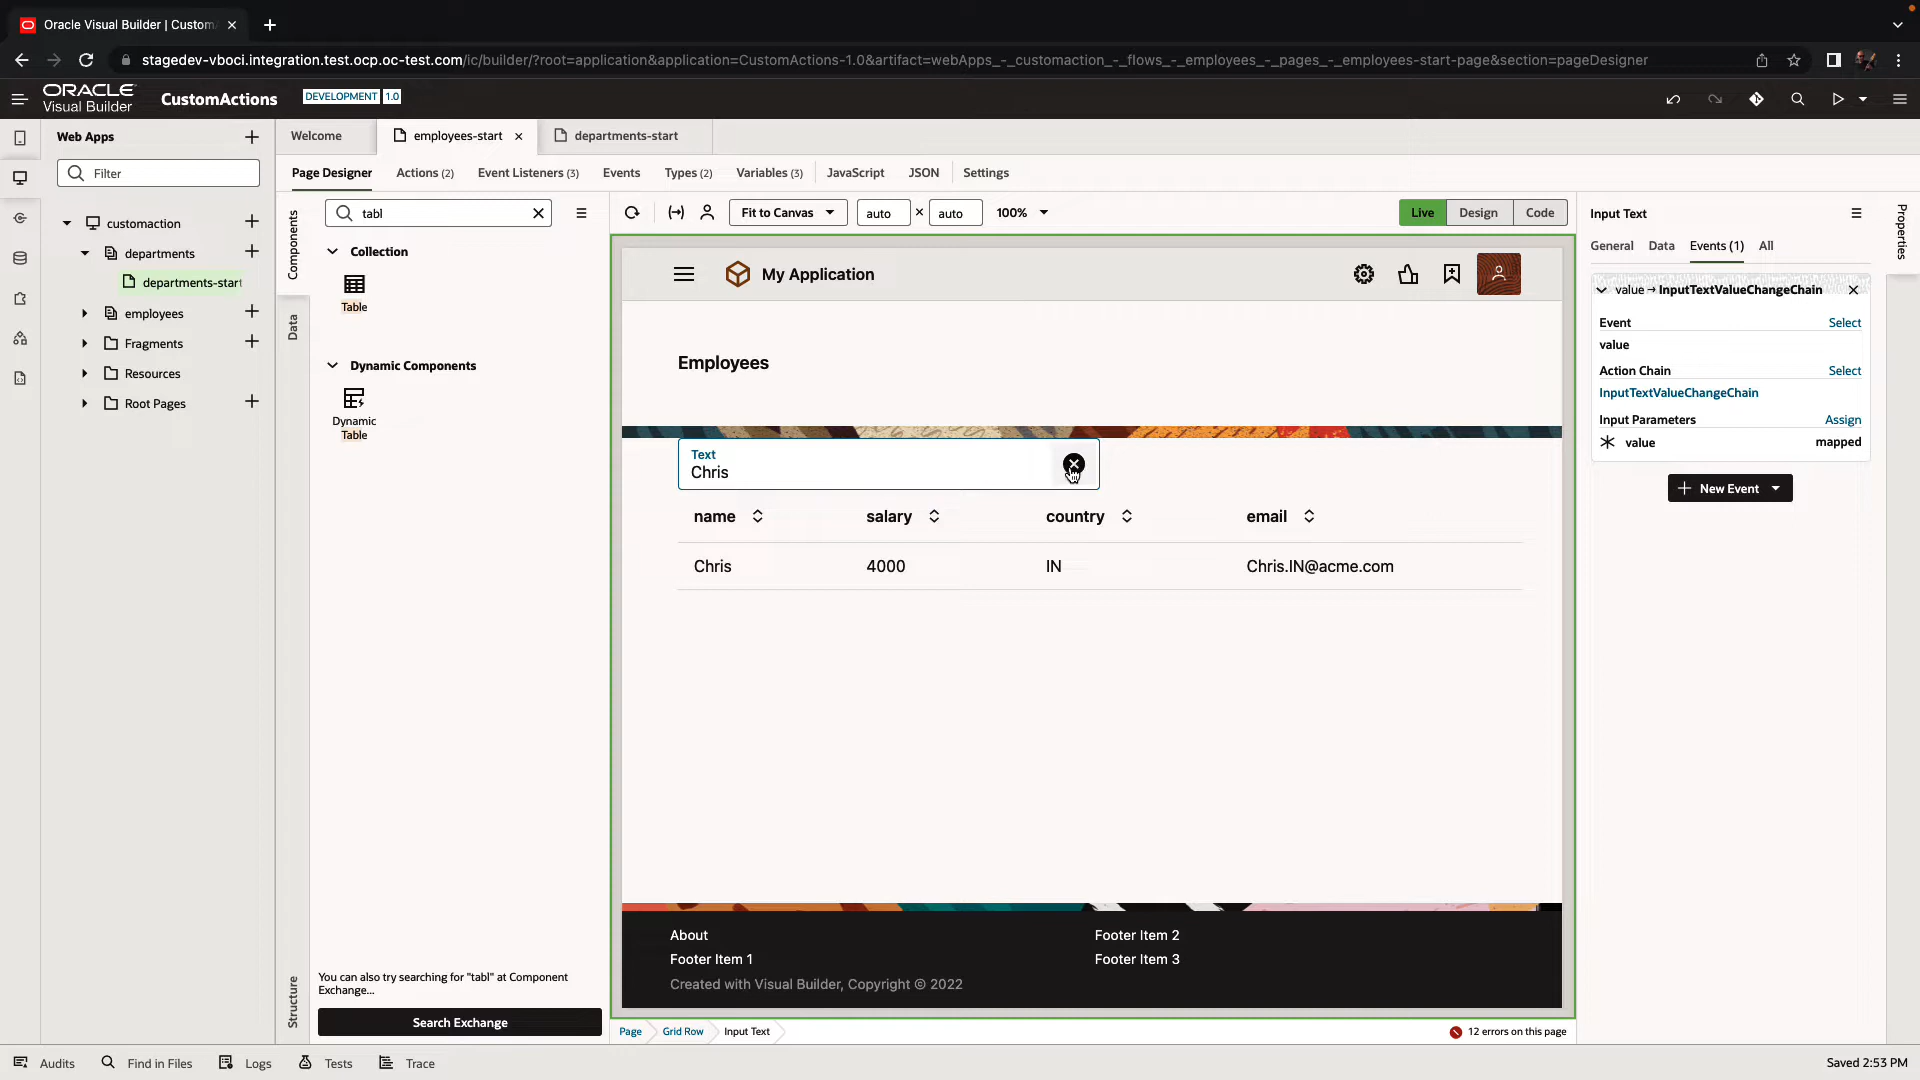 Oracle Visual Builder | Custom
stagedev-vboci.integration.test.ocp.oc-test.com/ic/builder/?root=application&application=CustomActions-1.0&artifact=webApps_-_customaction_-_flows_-_employees_-_pages_-_employees-start-page&section=pageDesigner
ORACLE
Visual Builder
CustomActions
DEVELOPMENT 1.0
Web Apps
Welcome
employees-start
departments-start
Filter
Page Designer
Actions (2)
Event Listeners (3)
Events
Types (2)
Variables (3)
JavaScript
JSON
Settings
customaction
departments
departments-start
employees
Fragments
Resources
Root Pages
Components
Data
Structure
tabl
Collection
Table
Dynamic Components
Dynamic
Table
You can also try searching for "tabl" at Component
Exchange...
Search Exchange
Fit to Canvas
auto × auto
100%
Live
Design
Code
My Application
Employees
Text
Chris
name salary country email
Chris 4000 IN Chris.IN@acme.com
About
Footer Item 2
Footer Item 1
Footer Item 3
Created with Visual Builder, Copyright © 2022
Page
Grid Row
Input Text
12 errors on this page
Input Text
Properties
General
Data
Events (1)
All
value → InputTextValueChangeChain
Event
Select
value
Action Chain
Select
InputTextValueChangeChain
Input Parameters
Assign
value
mapped
New Event
Audits
Find in Files
Logs
Tests
Trace
Saved 2:53 PM